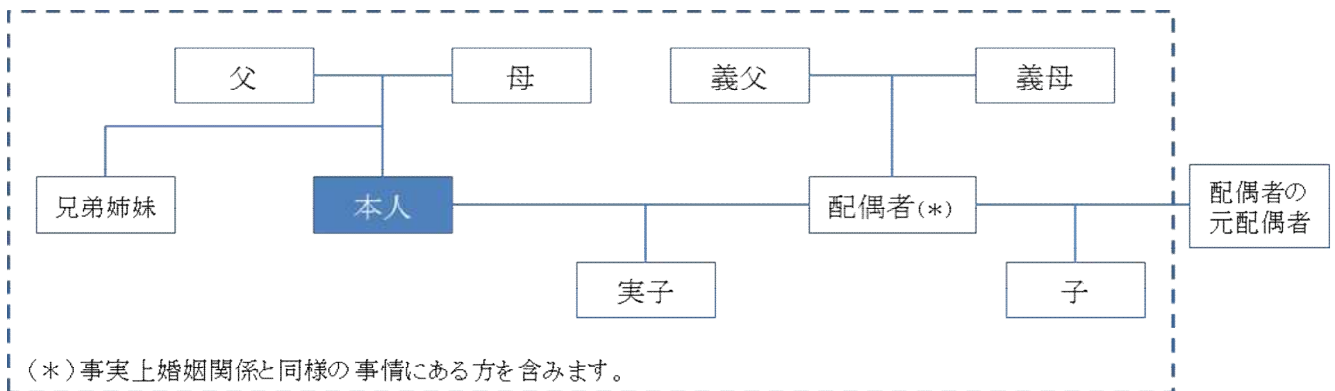 父
母
義父
義母
兄弟姉妹
本人
配偶者(*)
配偶者の
元配偶者
実子
子
(*)事実上婚姻関係と同様の事情にある方を含みます。